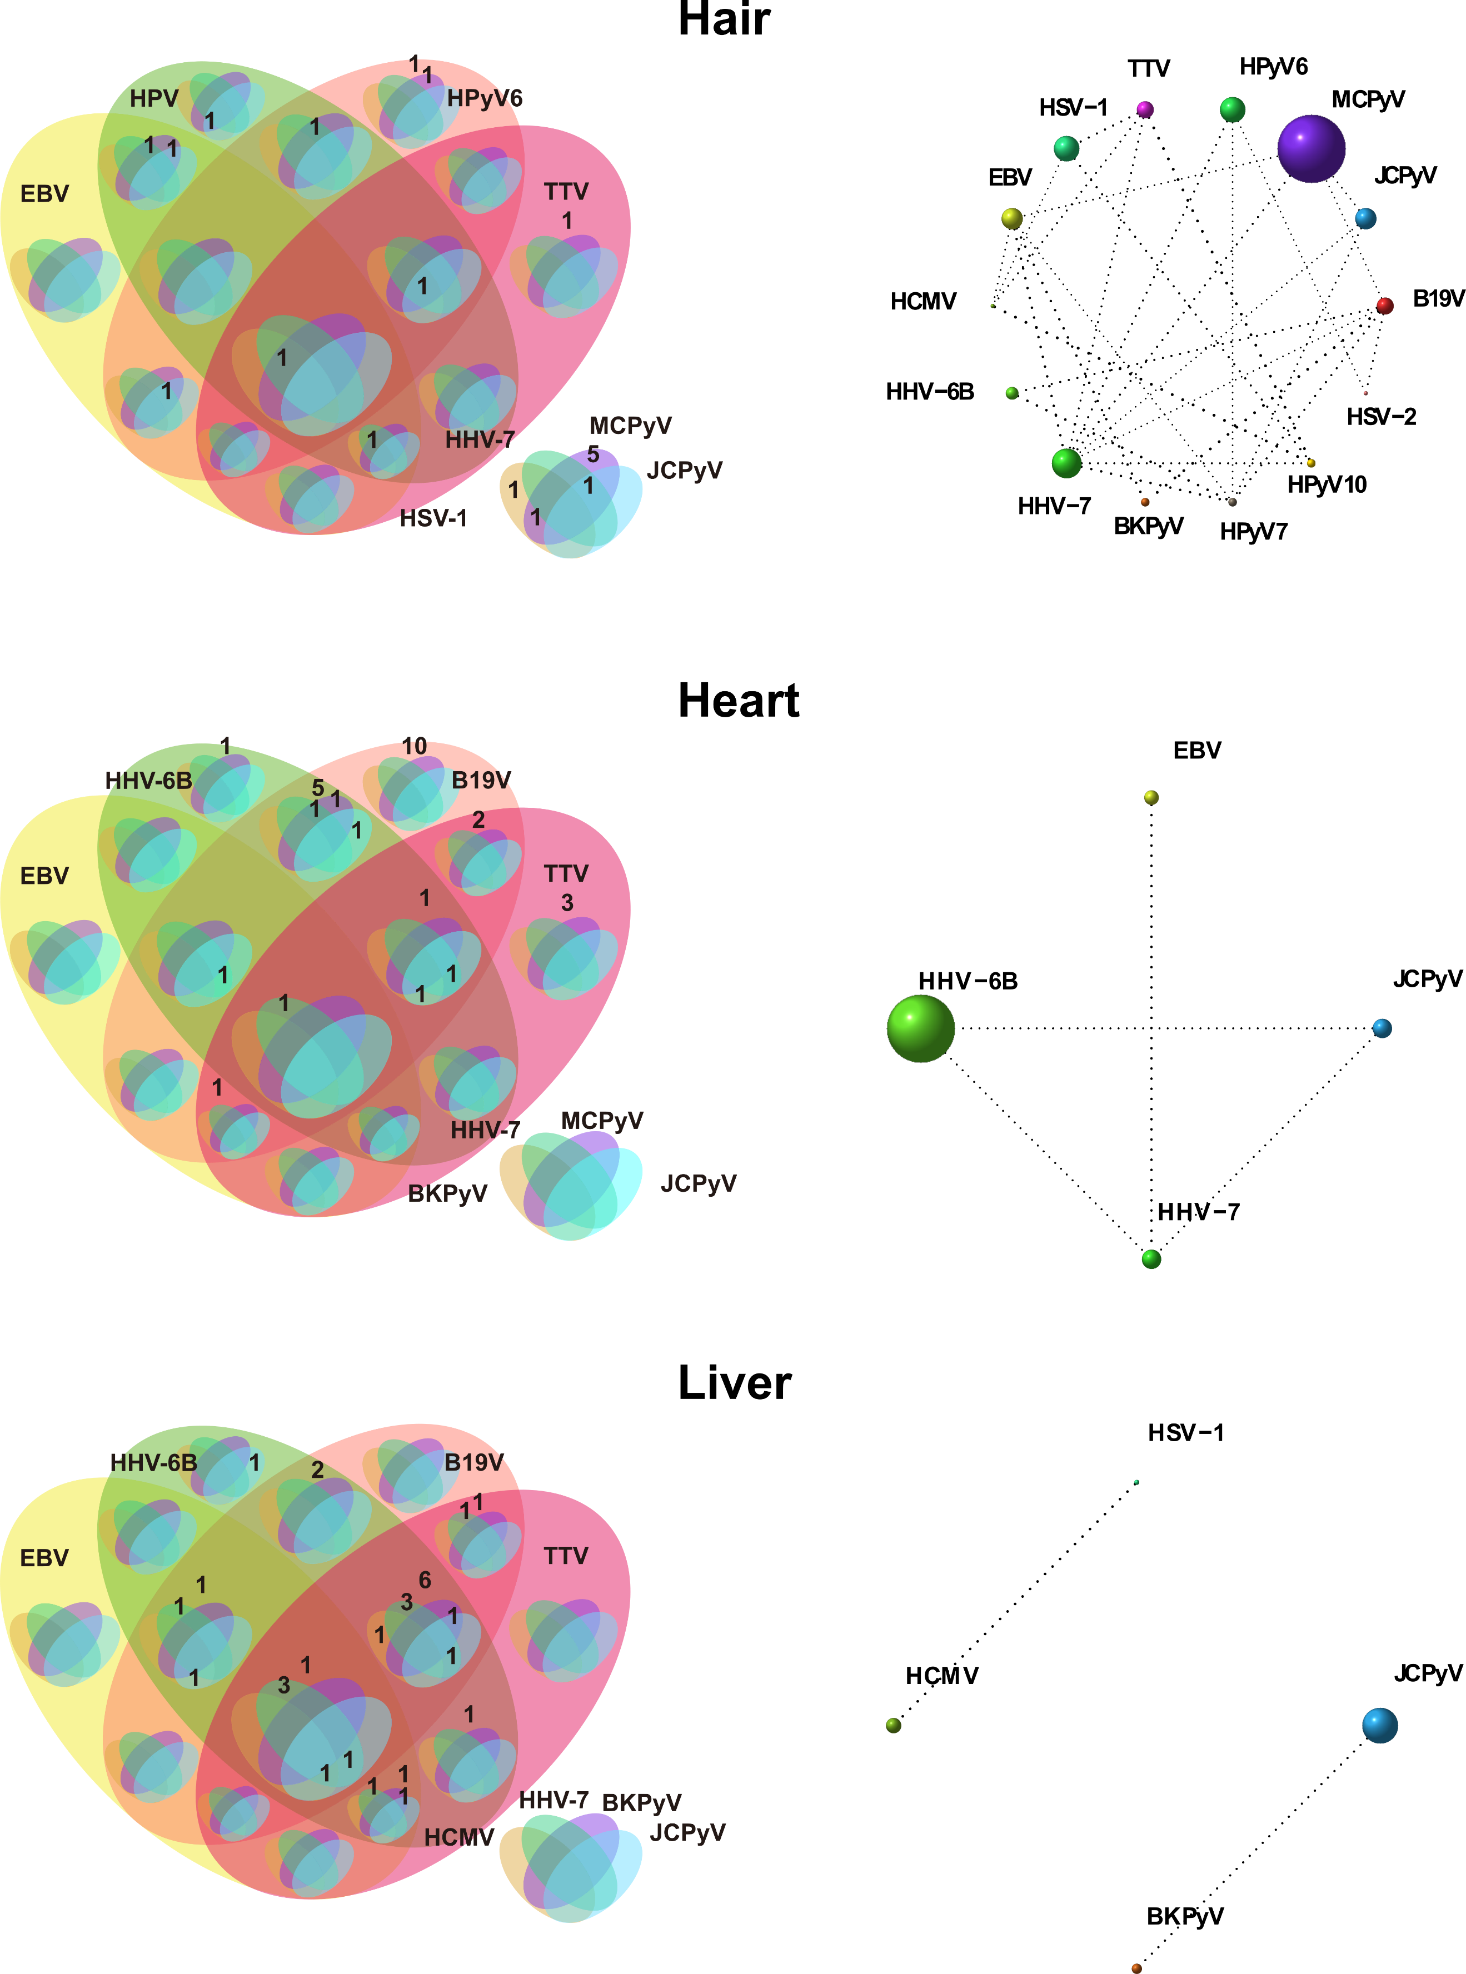 Hair
1
1
HPV
1
1
HPyV6
1 1
EBV
TTV
1
1
1
1
1
HHV-7
MCPyV
5
JCPyV
1
1
1
HSV-1
TTV
HPyV6
MCPyV
HSV-1
JCPyV
EBV
HCMV
B19V
HHV-6B
HSV-2
HPyV10
HHV-7
BKPyV
HPyV7
Heart
1
10
HHV-6B
B19V
5
1 1
1
2
EBV
TTV
3
1
1
1
1
1
1
HHV-7
MCPyV
JCPyV
BKPyV
EBV
HHV-6B
JCPyV
HHV-7
Liver
HHV-6B
1
2
B19V
1 1
EBV
TTV
1
1
6
3
1
1
1
1
1
3
1
1
1
1
1
1
HCMV
HHV-7
BKPyV
JCPyV
HSV-1
HCMV
JCPyV
BKPyV